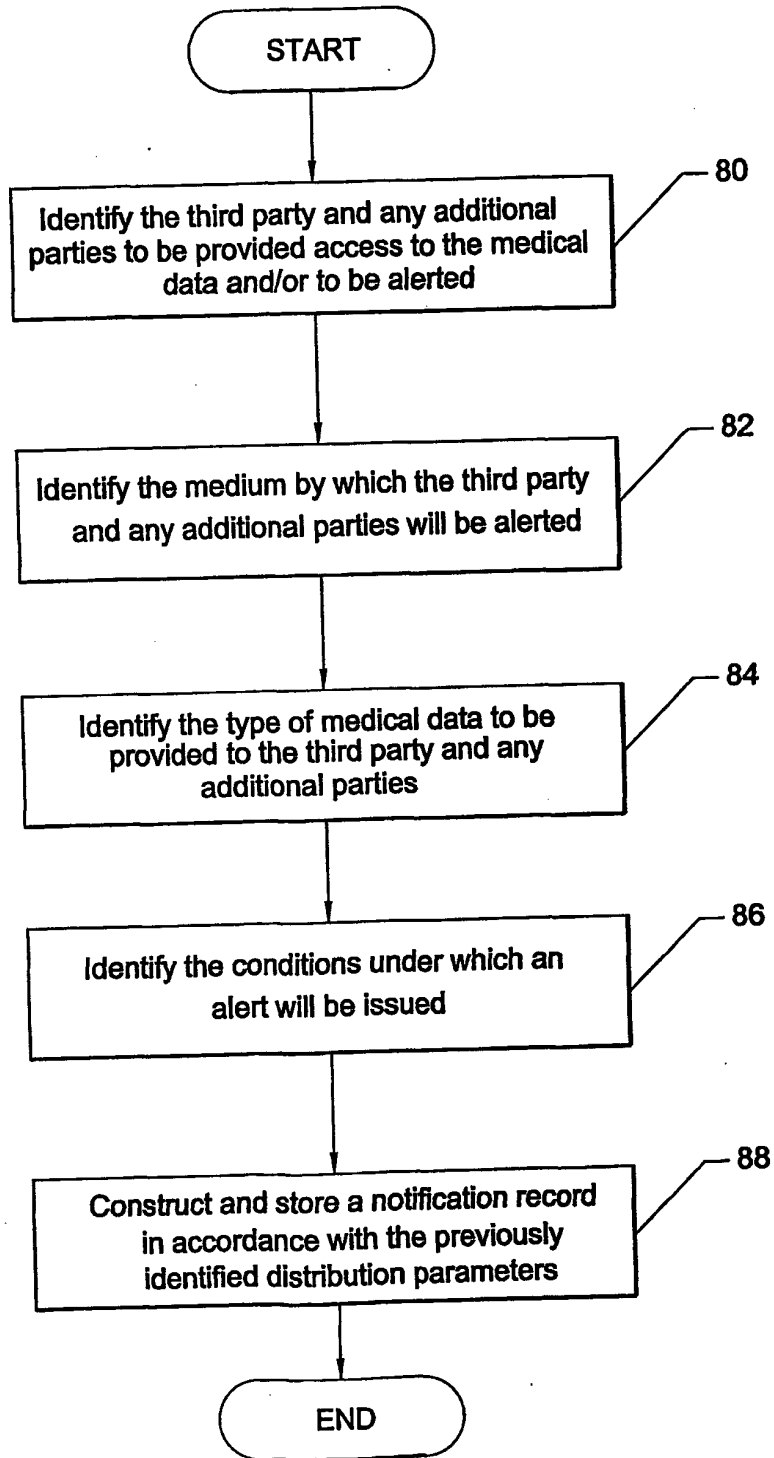 START
80
Identify the third party and any additional
parties to be provided access to the medical
data and/or to be alerted
82
Identify the medium by which the third party
and any additional parties will be alerted
84
Identify the type of medical data to be
provided to the third party and any
additional parties
86
Identify the conditions under which an
alert will be issued
88
Construct and store a notification record
in accordance with the previously
identified distribution parameters
END